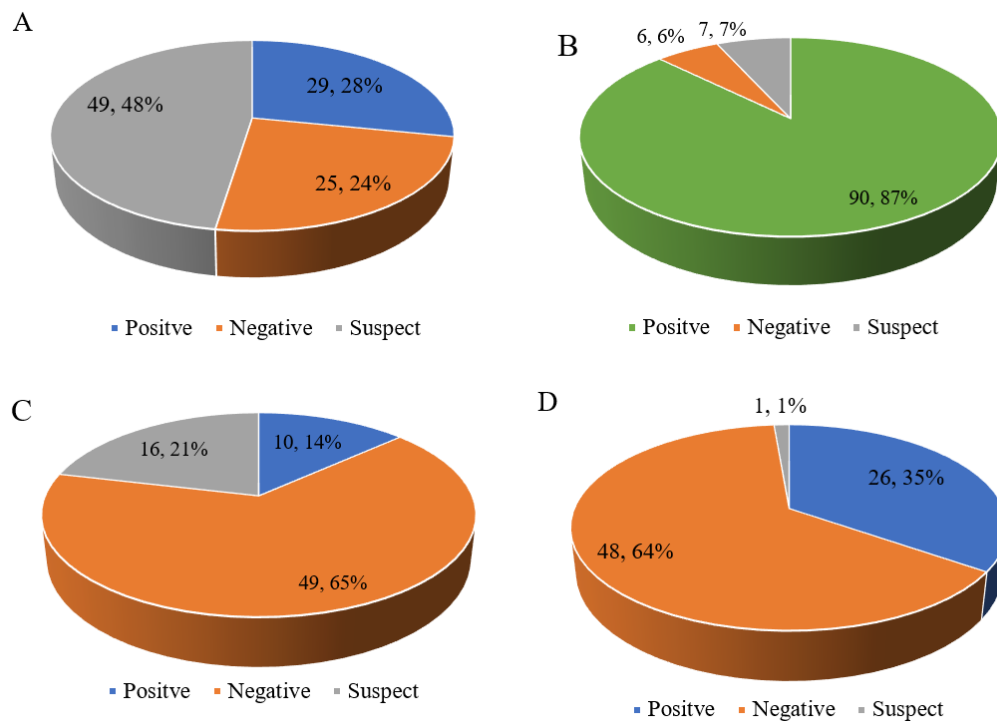 A
49, 48%
29, 28%
25, 24%
Positve Negative Suspect
B
6, 6%
7, 7%
90, 87%
Positve Negative Suspect
C
16, 21%
10, 14%
49, 65%
Positve Negative Suspect
D
1, 1%
26, 35%
48, 64%
Positve Negative Suspect